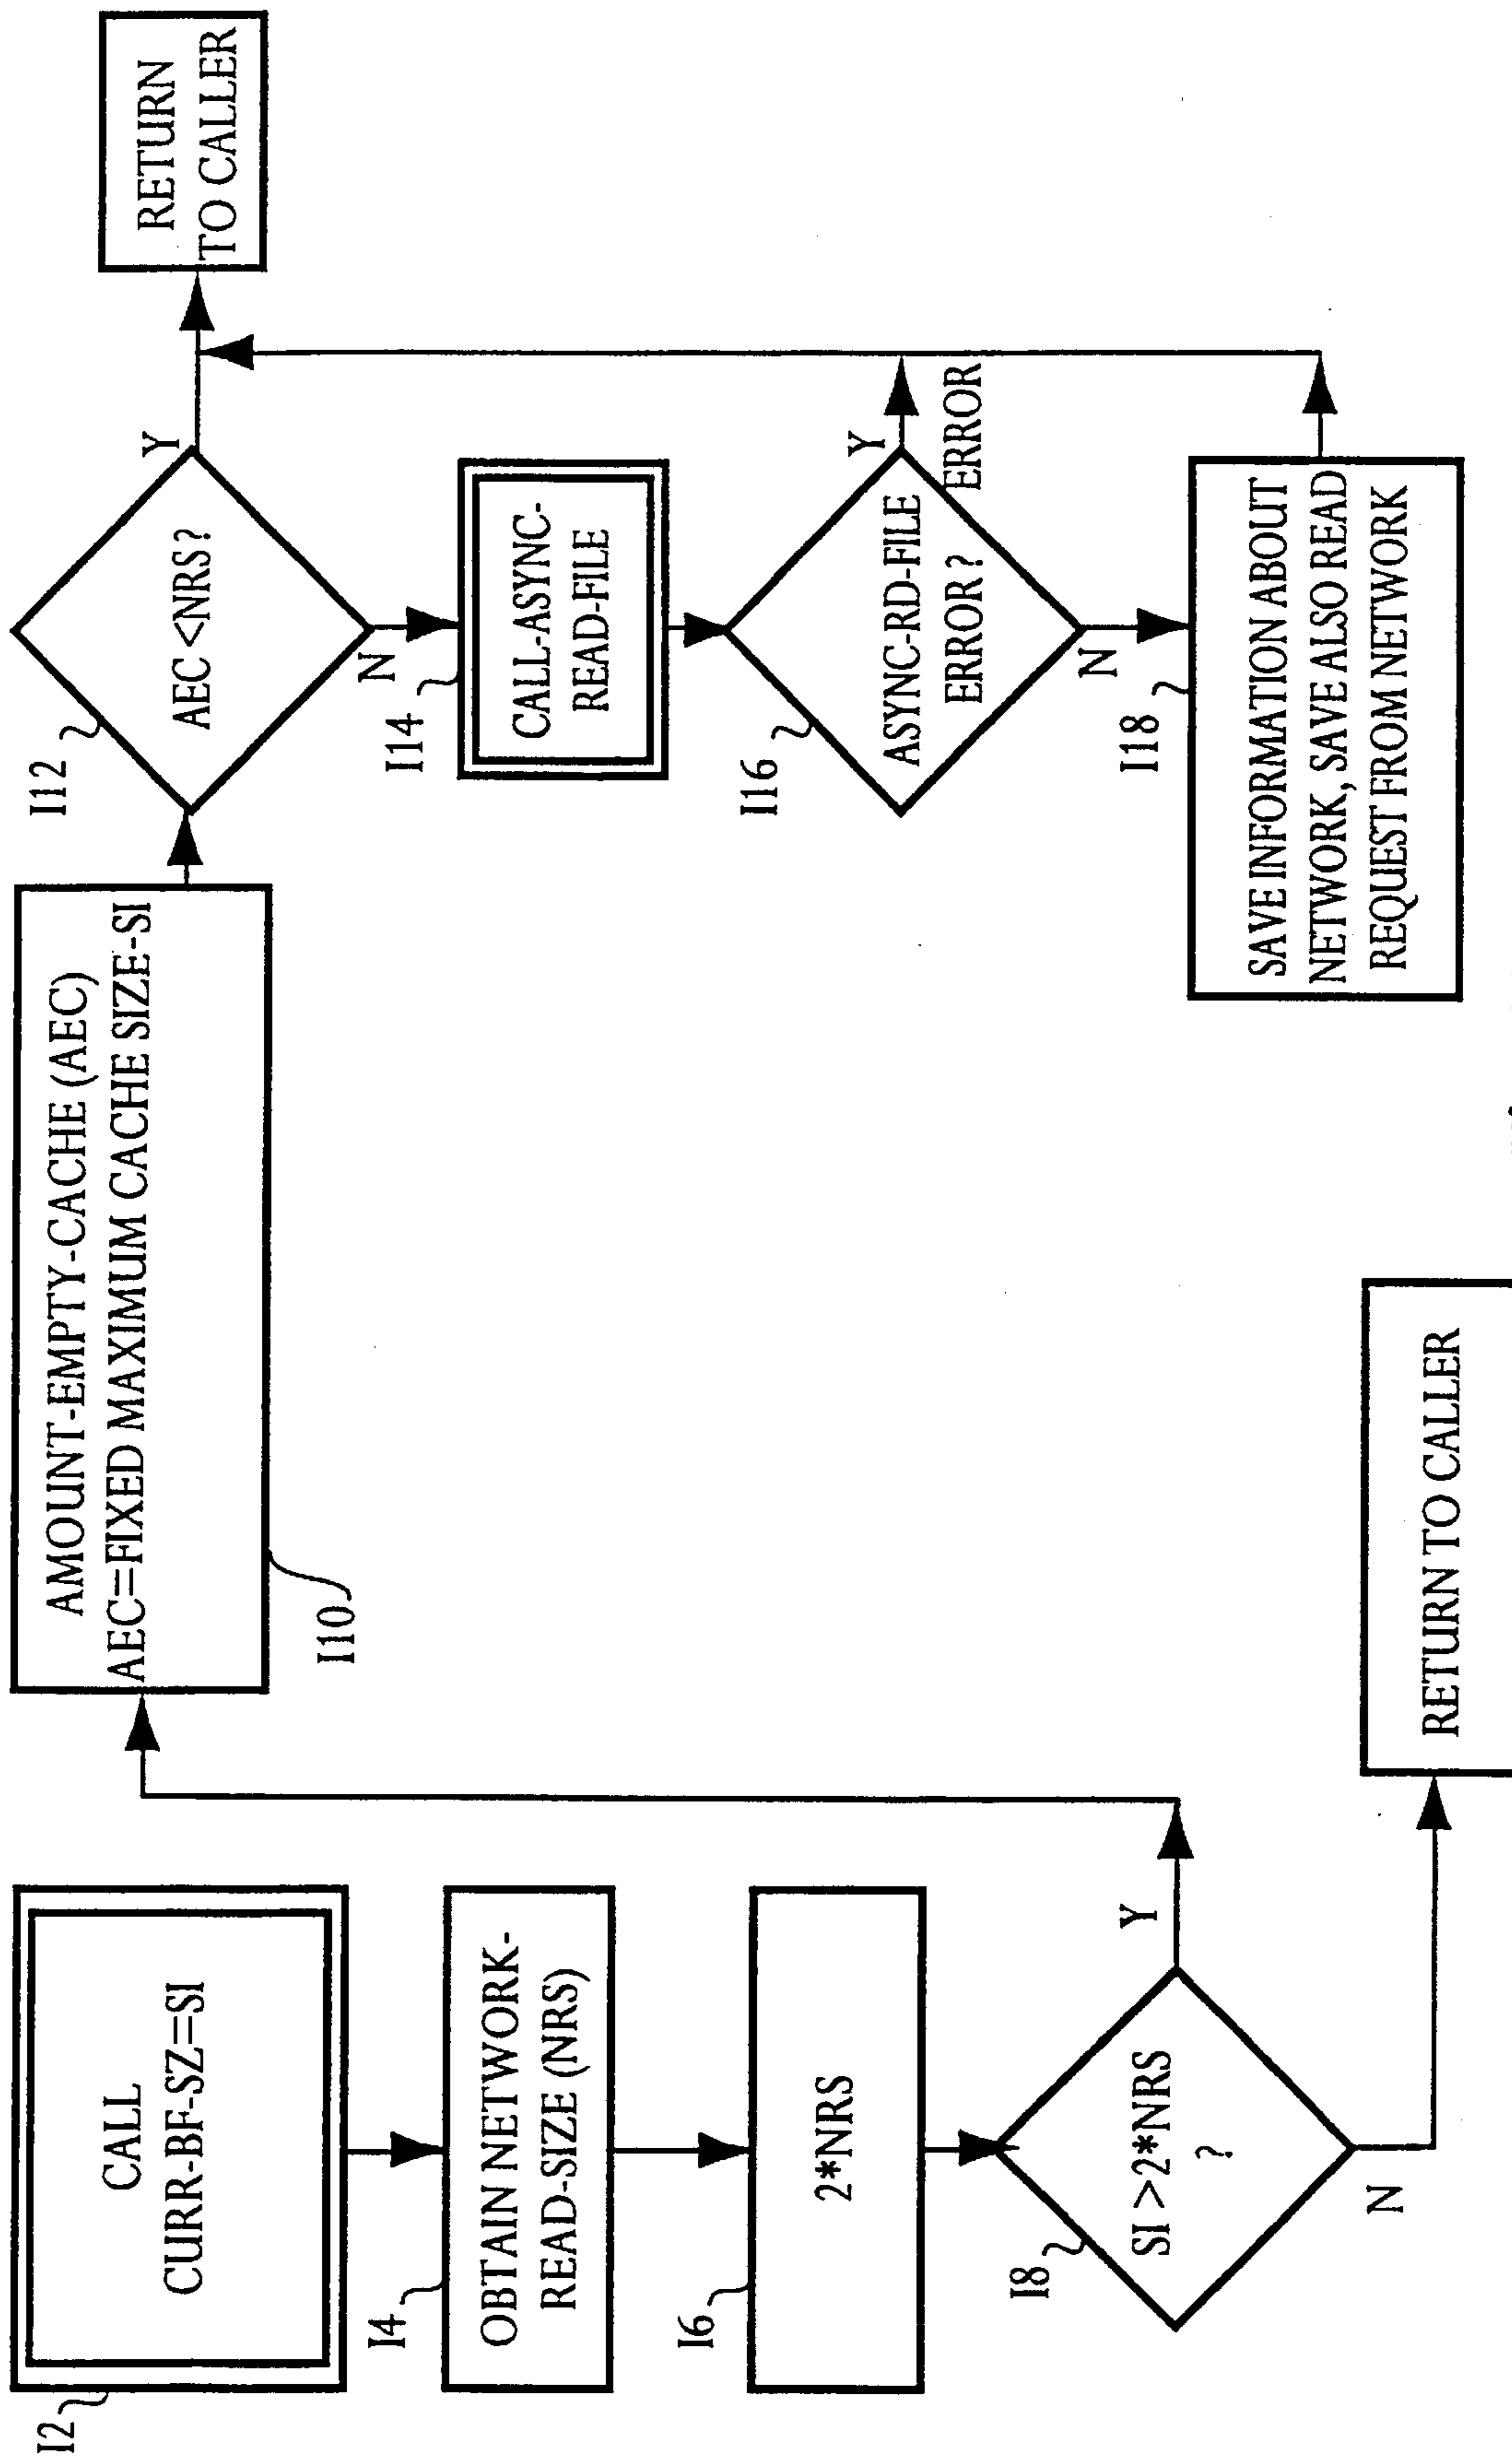 I2
CALL
CURR-BF-SZ=SI
I4
OBTAIN NETWORK-
READ-SIZE (NRS)
I6
2*NRS
I8
SI >2*NRS
?
Y
N
RETURN TO CALLER
AMOUNT-EMPTY-CACHE (AEC)
AEC=FIXED MAXIMUM CACHE SIZE-SI
I10
I12
AEC <NRS?
Y
N
RETURN
TO CALLER
I14
CALL-ASYNC-
READ-FILE
I16
ASYNC-RD-FILE
ERROR ?
Y
ERROR
N
I18
SAVE INFORMATION ABOUT
NETWORK, SAVE ALSO READ
REQUEST FROM NETWORK